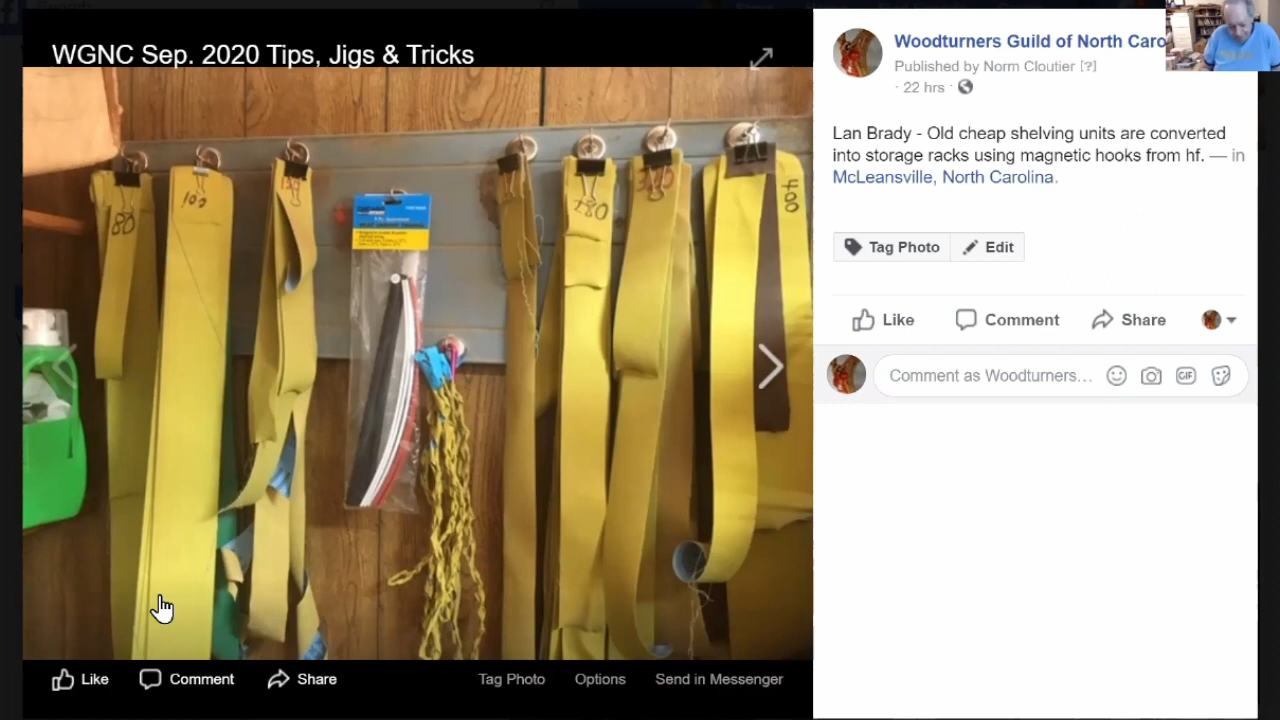 WGNC Sep. 2020 Tips, Jigs & Tricks
80
100
280
400
Like
Comment
Share
Tag Photo
Options
Send in Messenger
Woodturners Guild of North Caro
Published by Norm Cloutier [?]
· 22 hrs ·
Lan Brady - Old cheap shelving units are converted
into storage racks using magnetic hooks from hf. — in
McLeansville, North Carolina.
Tag Photo
Edit
Like
Comment
Share
Comment as Woodturners…
GIF